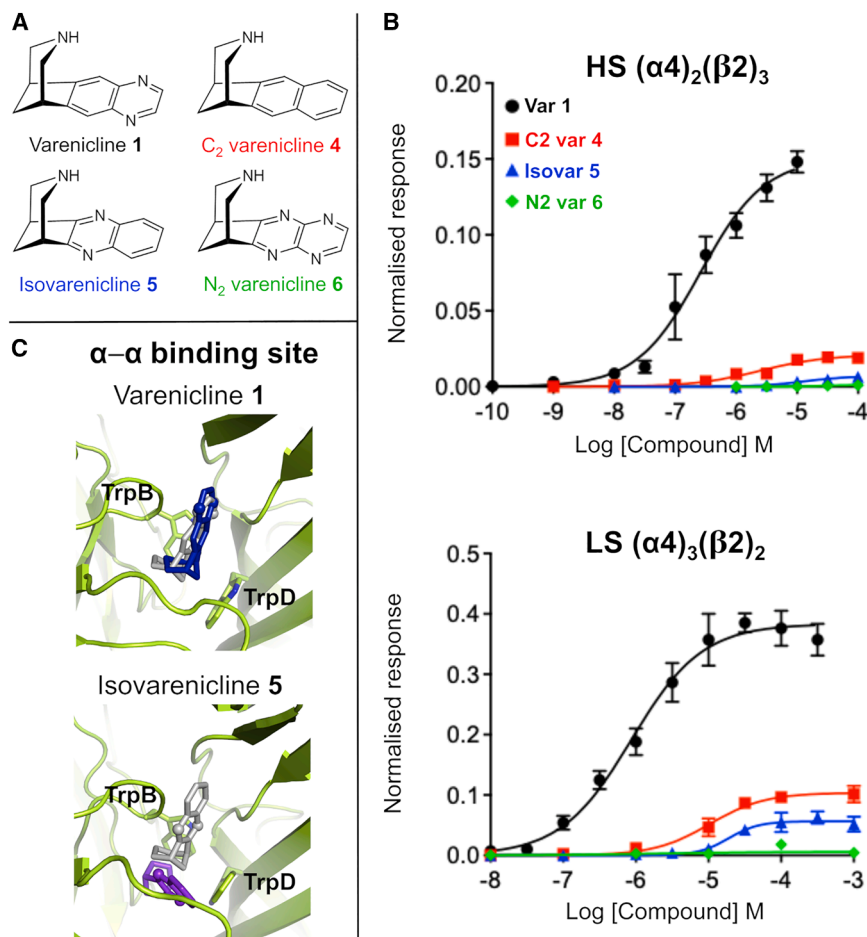 A
NH
N
N
Varenicline 1
NH
C₂ varenicline 4
NH
N
N
Isovarenicline 5
NH
N
N
N
N
N₂ varenicline 6
B
HS (α4)₂(β2)₃
Normalised response
0.20
0.15
0.10
0.05
0.00
Var 1
C2 var 4
Isovar 5
N2 var 6
-10
-9
-8
-7
-6
-5
-4
Log [Compound] M
LS (α4)₃(β2)₂
Normalised response
0.5
0.4
0.3
0.2
0.1
0.0
-8
-7
-6
-5
-4
-3
Log [Compound] M
C
α–α binding site
Varenicline 1
TrpB
TrpD
Isovarenicline 5
TrpB
TrpD